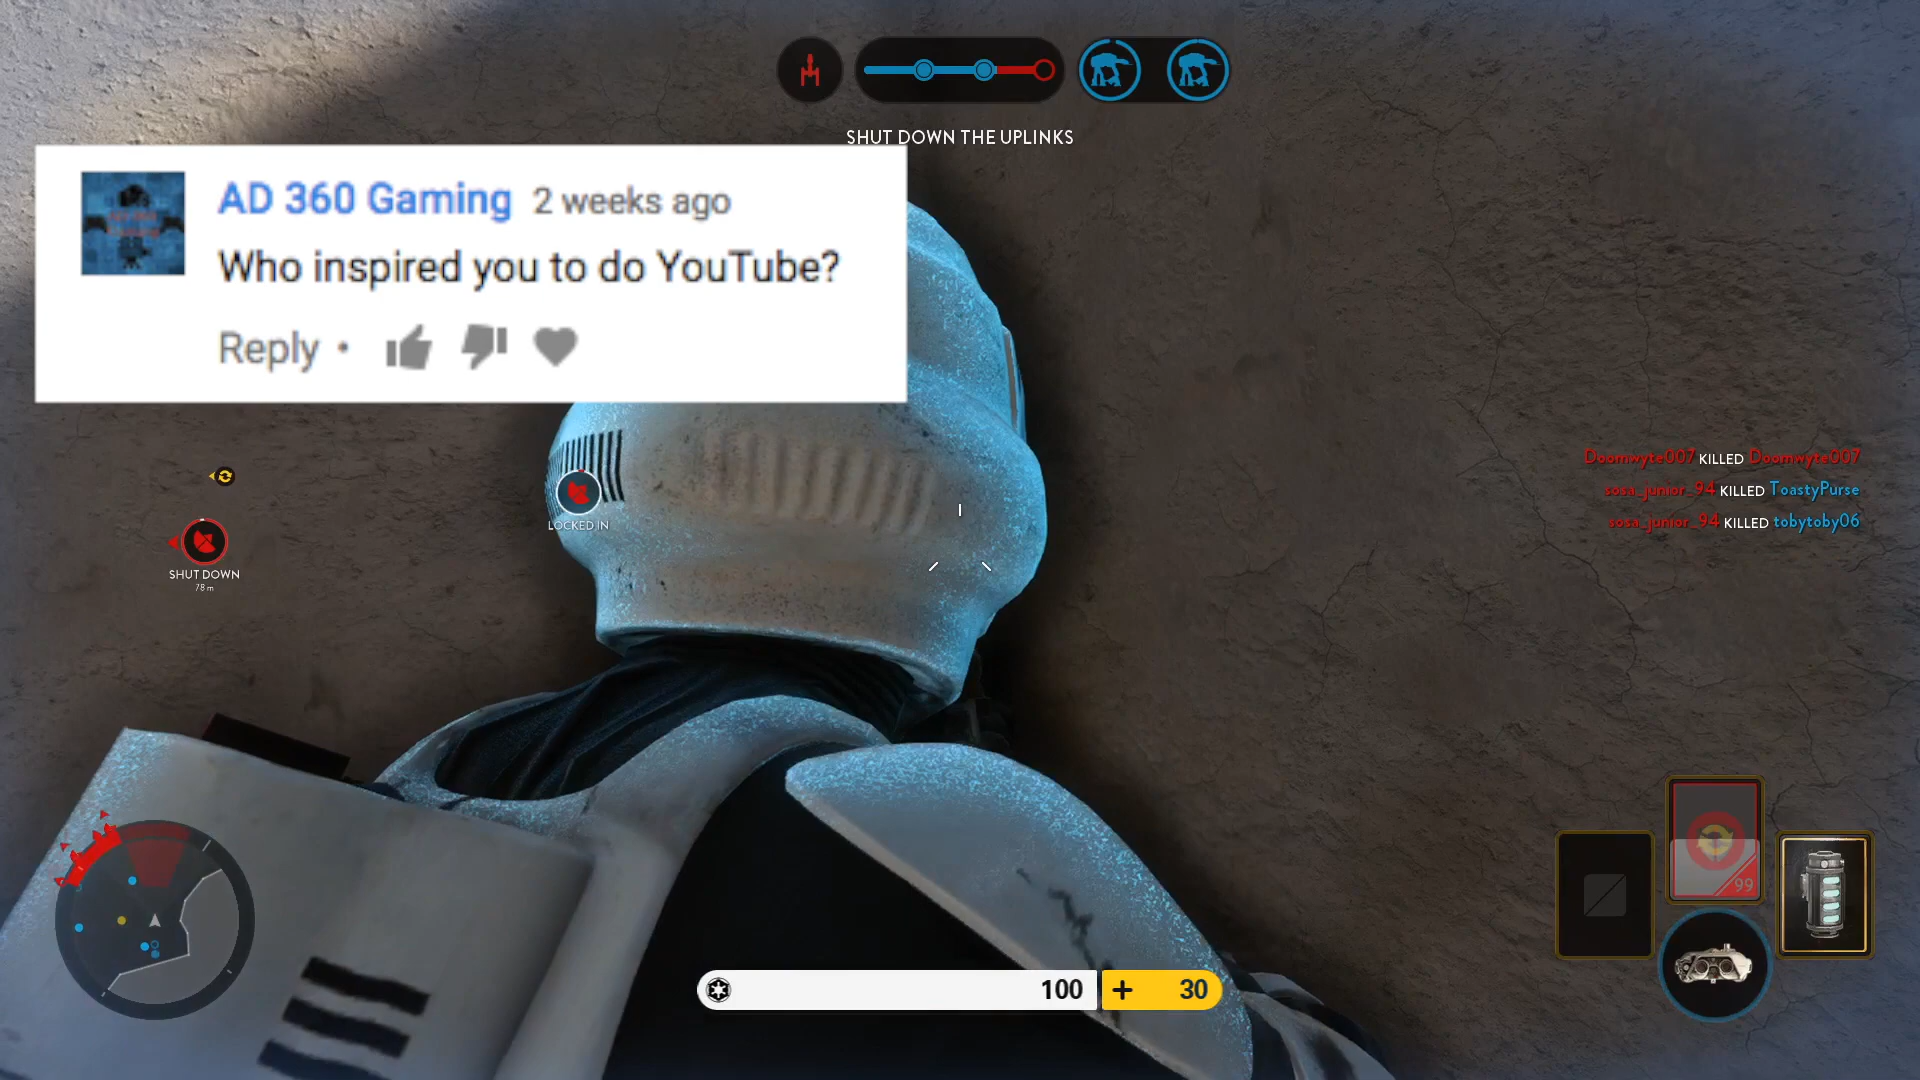 SHUT DOWN THE UPLINKS
AD 360 Gaming 2 weeks ago
Who inspired you to do YouTube?
Reply •
Doomwyte007 KILLED Doomwyte007
sosa_junior_94 KILLED ToastyPurse
sosa_junior_94 KILLED tobytoby06
LOCKED IN
SHUT DOWN
78 m
99
100
+ 30